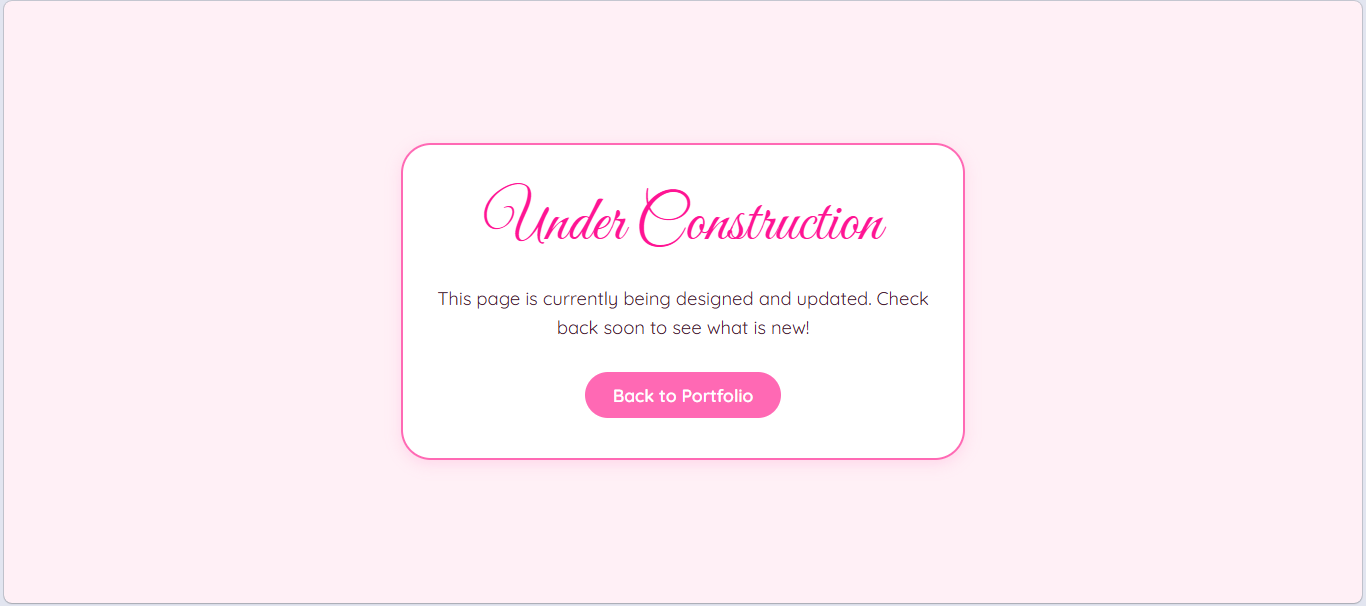 Under Construction
This page is currently being designed and updated. Check
back soon to see what is new!
Back to Portfolio